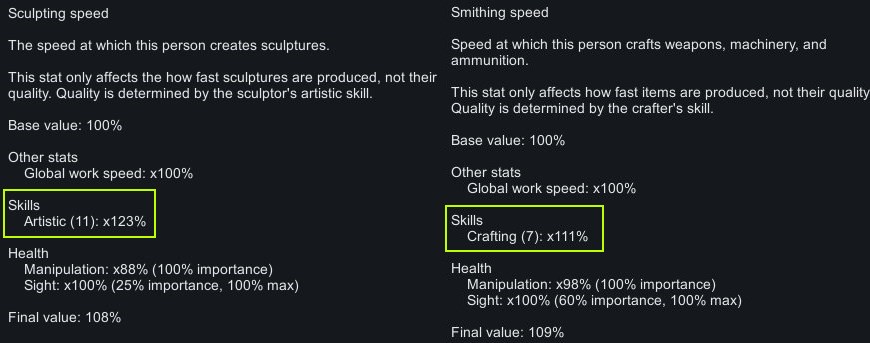 Sculpting speed
The speed at which this person creates sculptures.
This stat only affects the how fast sculptures are produced, not their
quality. Quality is determined by the sculptor's artistic skill.
Base value: 100%
Other stats
Global work speed: x100%
Skills
Artistic (11): x123%
Health
Manipulation: x88% (100% importance)
Sight: x100% (25% importance, 100% max)
Final value: 108%
Smithing speed
Speed at which this person crafts weapons, machinery, and
ammunition.
This stat only affects how fast items are produced, not their quality
Quality is determined by the crafter's skill.
Base value: 100%
Other stats
Global work speed: x100%
Skills
Crafting (7): x111%
Health
Manipulation: x98% (100% importance)
Sight: x100% (60% importance, 100% max)
Final value: 109%